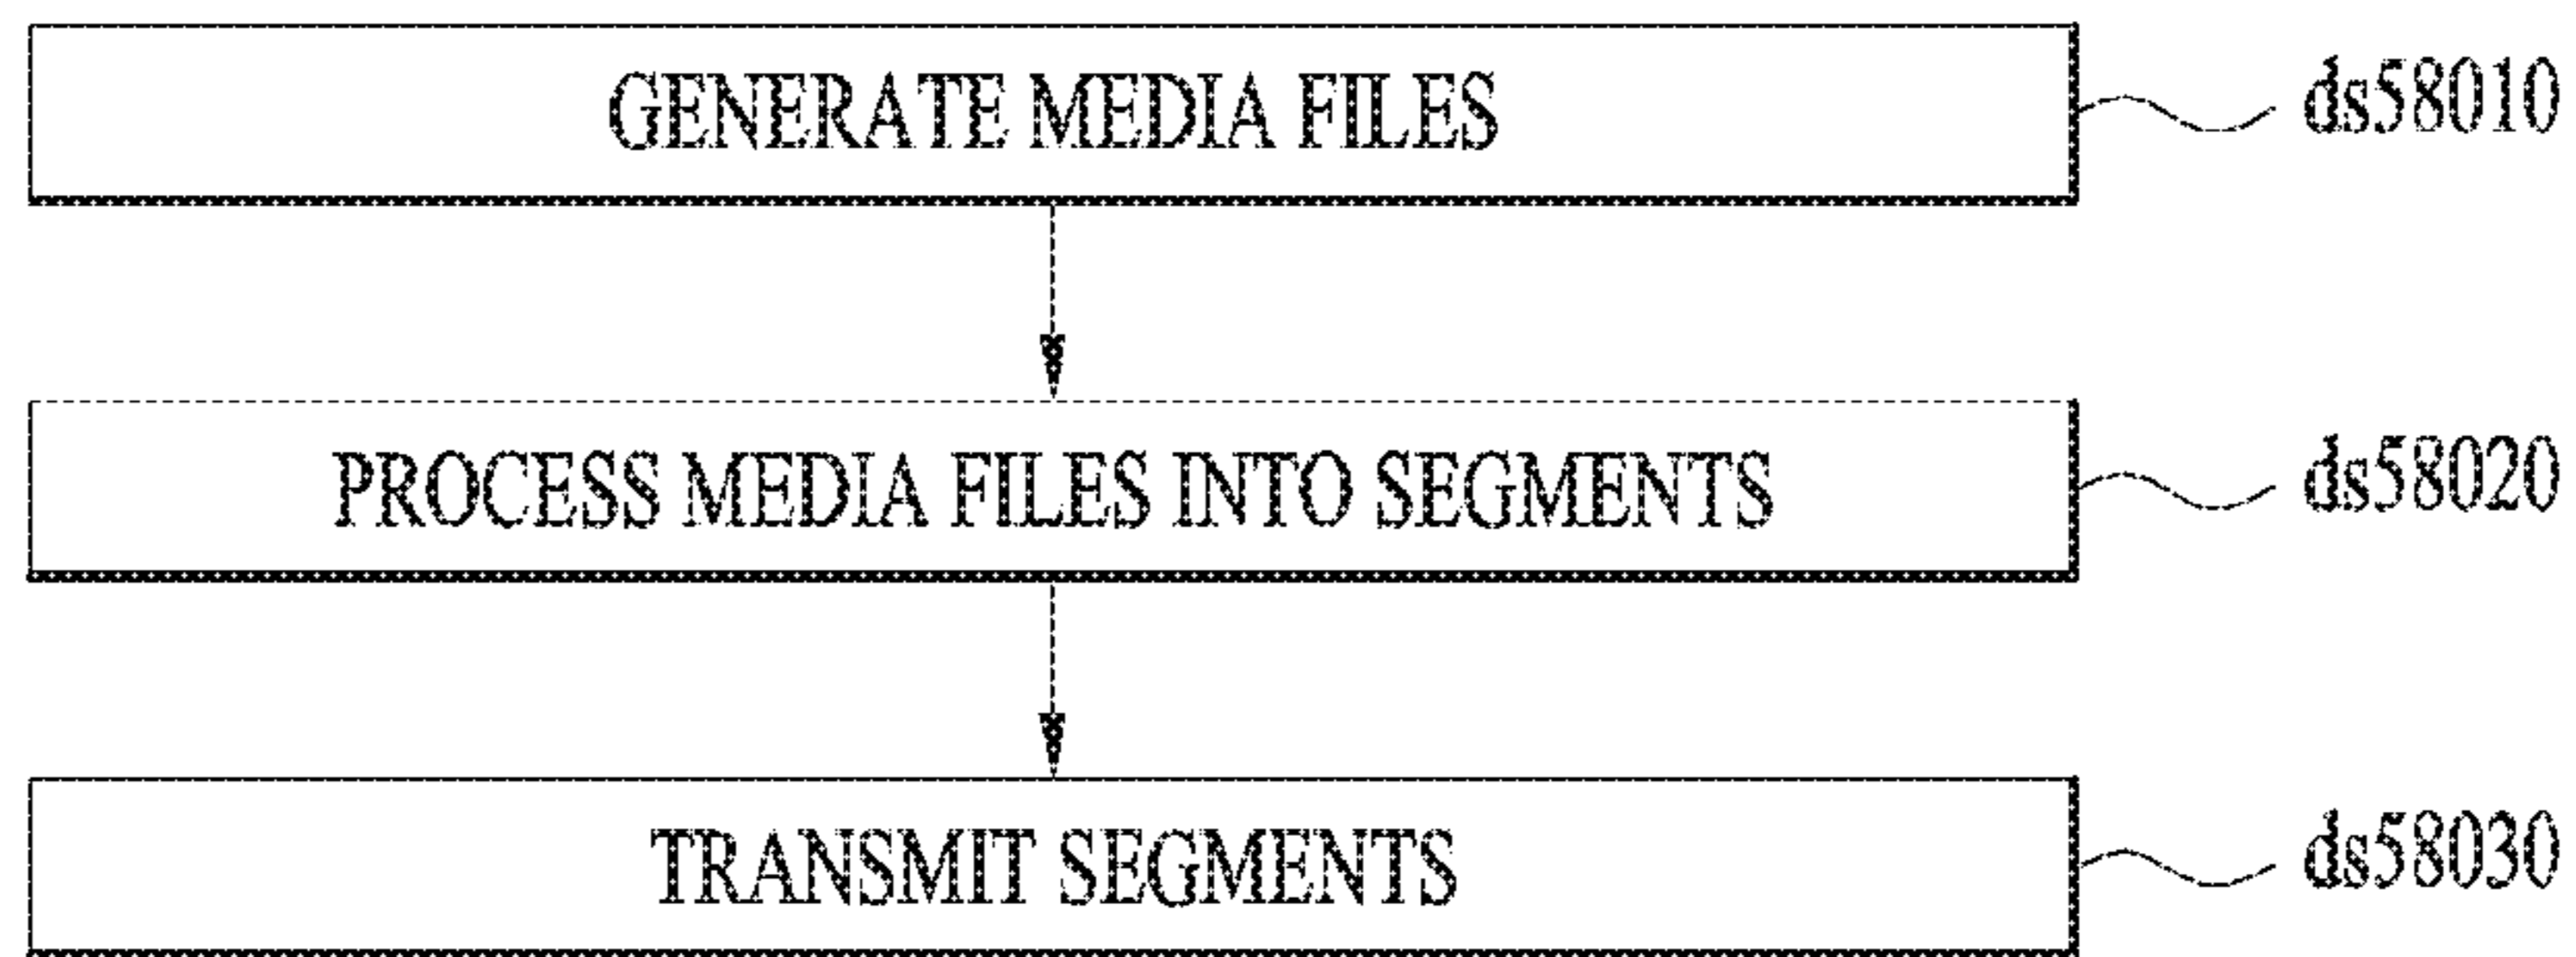 GENERATE MEDIA FILES ds58010
PROCESS MEDIA FILES INTO SEGMENTS ds58020
TRANSMIT SEGMENTS ds58030